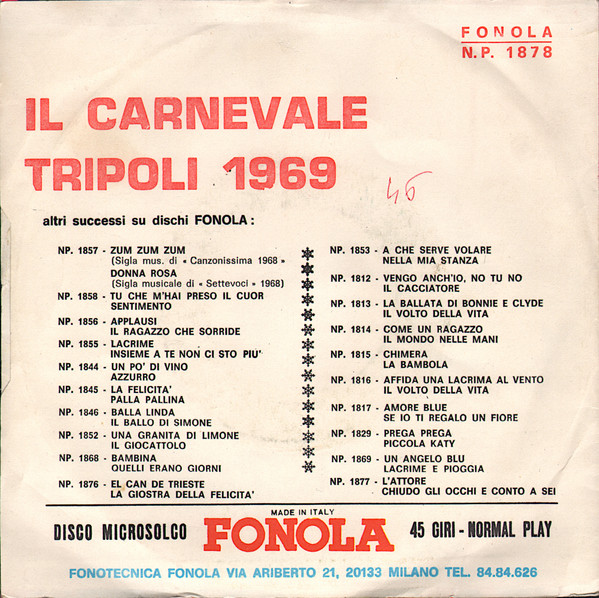 FONOLA
N.P. 1878
IL CARNEVALE
TRIPOLI 1969
46
altri successi su dischi FONOLA :
NP. 1857 - ZUM ZUM ZUM
(Sigla mus. di « Canzonissima 1968 »
DONNA ROSA
(Sigla musicale di « Settevoci » 1968)
NP. 1858 - TU CHE M'HAI PRESO IL CUOR
SENTIMENTO
NP. 1856 - APPLAUSI
IL RAGAZZO CHE SORRIDE
NP. 1855 - LACRIME
INSIEME A TE NON CI STO PIU'
NP. 1844 - UN PO' DI VINO
AZZURRO
NP. 1845 - LA FELICITA'
PALLA PALLINA
NP. 1846 - BALLA LINDA
IL BALLO DI SIMONE
NP. 1852 - UNA GRANITA DI LIMONE
IL GIOCATTOLO
NP. 1868 - BAMBINA
QUELLI ERANO GIORNI
NP. 1876 - EL CAN DE TRIESTE
LA GIOSTRA DELLA FELICITA'
NP. 1853 - A CHE SERVE VOLARE
NELLA MIA STANZA
NP. 1812 - VENGO ANCH'IO, NO TU NO
IL CACCIATORE
NP. 1813 - LA BALLATA DI BONNIE E CLYDE
IL VOLTO DELLA VITA
NP. 1814 - COME UN RAGAZZO
IL MONDO NELLE MANI
NP. 1815 - CHIMERA
LA BAMBOLA
NP. 1816 - AFFIDA UNA LACRIMA AL VENTO
IL VOLTO DELLA VITA
NP. 1817 - AMORE BLUE
SE IO TI REGALO UN FIORE
NP. 1829 - PREGA PREGA
PICCOLA KATY
NP. 1869 - UN ANGELO BLU
LACRIME E PIOGGIA
NP. 1877 - L'ATTORE
CHIUDO GLI OCCHI E CONTO A SEI
MADE IN ITALY
DISCO MICROSOLCO FONOLA 45 GIRI - NORMAL PLAY
FONOTECNICA FONOLA VIA ARIBERTO 21, 20133 MILANO TEL. 84.84.626